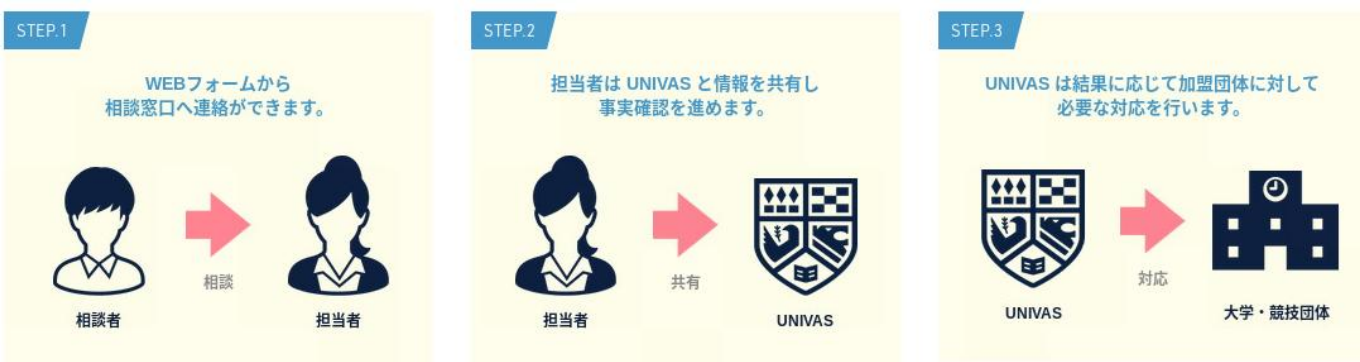 STEP.1
WEBフォームから
相談窓口へ連絡ができます。
相談
相談者
担当者
STEP.2
担当者は UNIVAS と情報を共有し
事実確認を進めます。
共有
担当者
UNIVAS
STEP.3
UNIVAS は結果に応じて加盟団体に対して
必要な対応を行います。
対応
UNIVAS
大学・競技団体